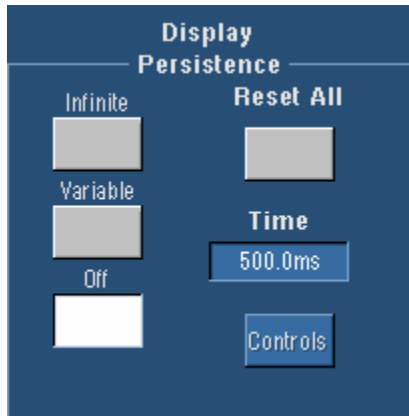 Display
Persistence
Infinite
Reset All
Variable
Time
500.0ms
Off
Controls